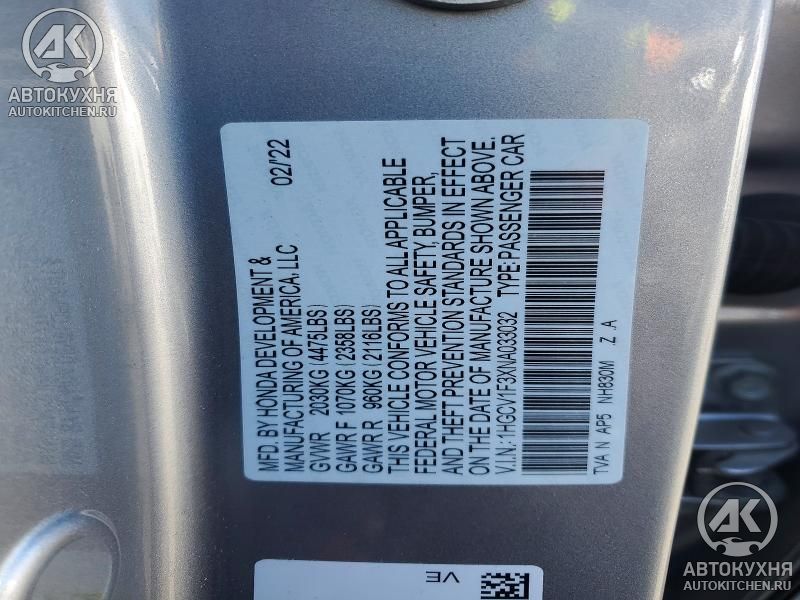 AK
АВТОКУХНЯ
AUTOKITCHEN.RU
MFD. BY HONDA DEVELOPMENT & 02/'22
MANUFACTURING OF AMERICA, LLC
GVWR 2030KG (4475LBS)
GAWR F 1070KG (2358LBS)
GAWR R 960KG (2116LBS)
THIS VEHICLE CONFORMS TO ALL APPLICABLE
FEDERAL MOTOR VEHICLE SAFETY, BUMPER,
AND THEFT PREVENTION STANDARDS IN EFFECT
ON THE DATE OF MANUFACTURE SHOWN ABOVE.
V.I.N.: 1HGCV1F3XNA033032 TYPE: PASSENGER CAR
TVA N AP5 NH830M Z A
VE
AK
АВТОКУХНЯ
AUTOKITCHEN.RU